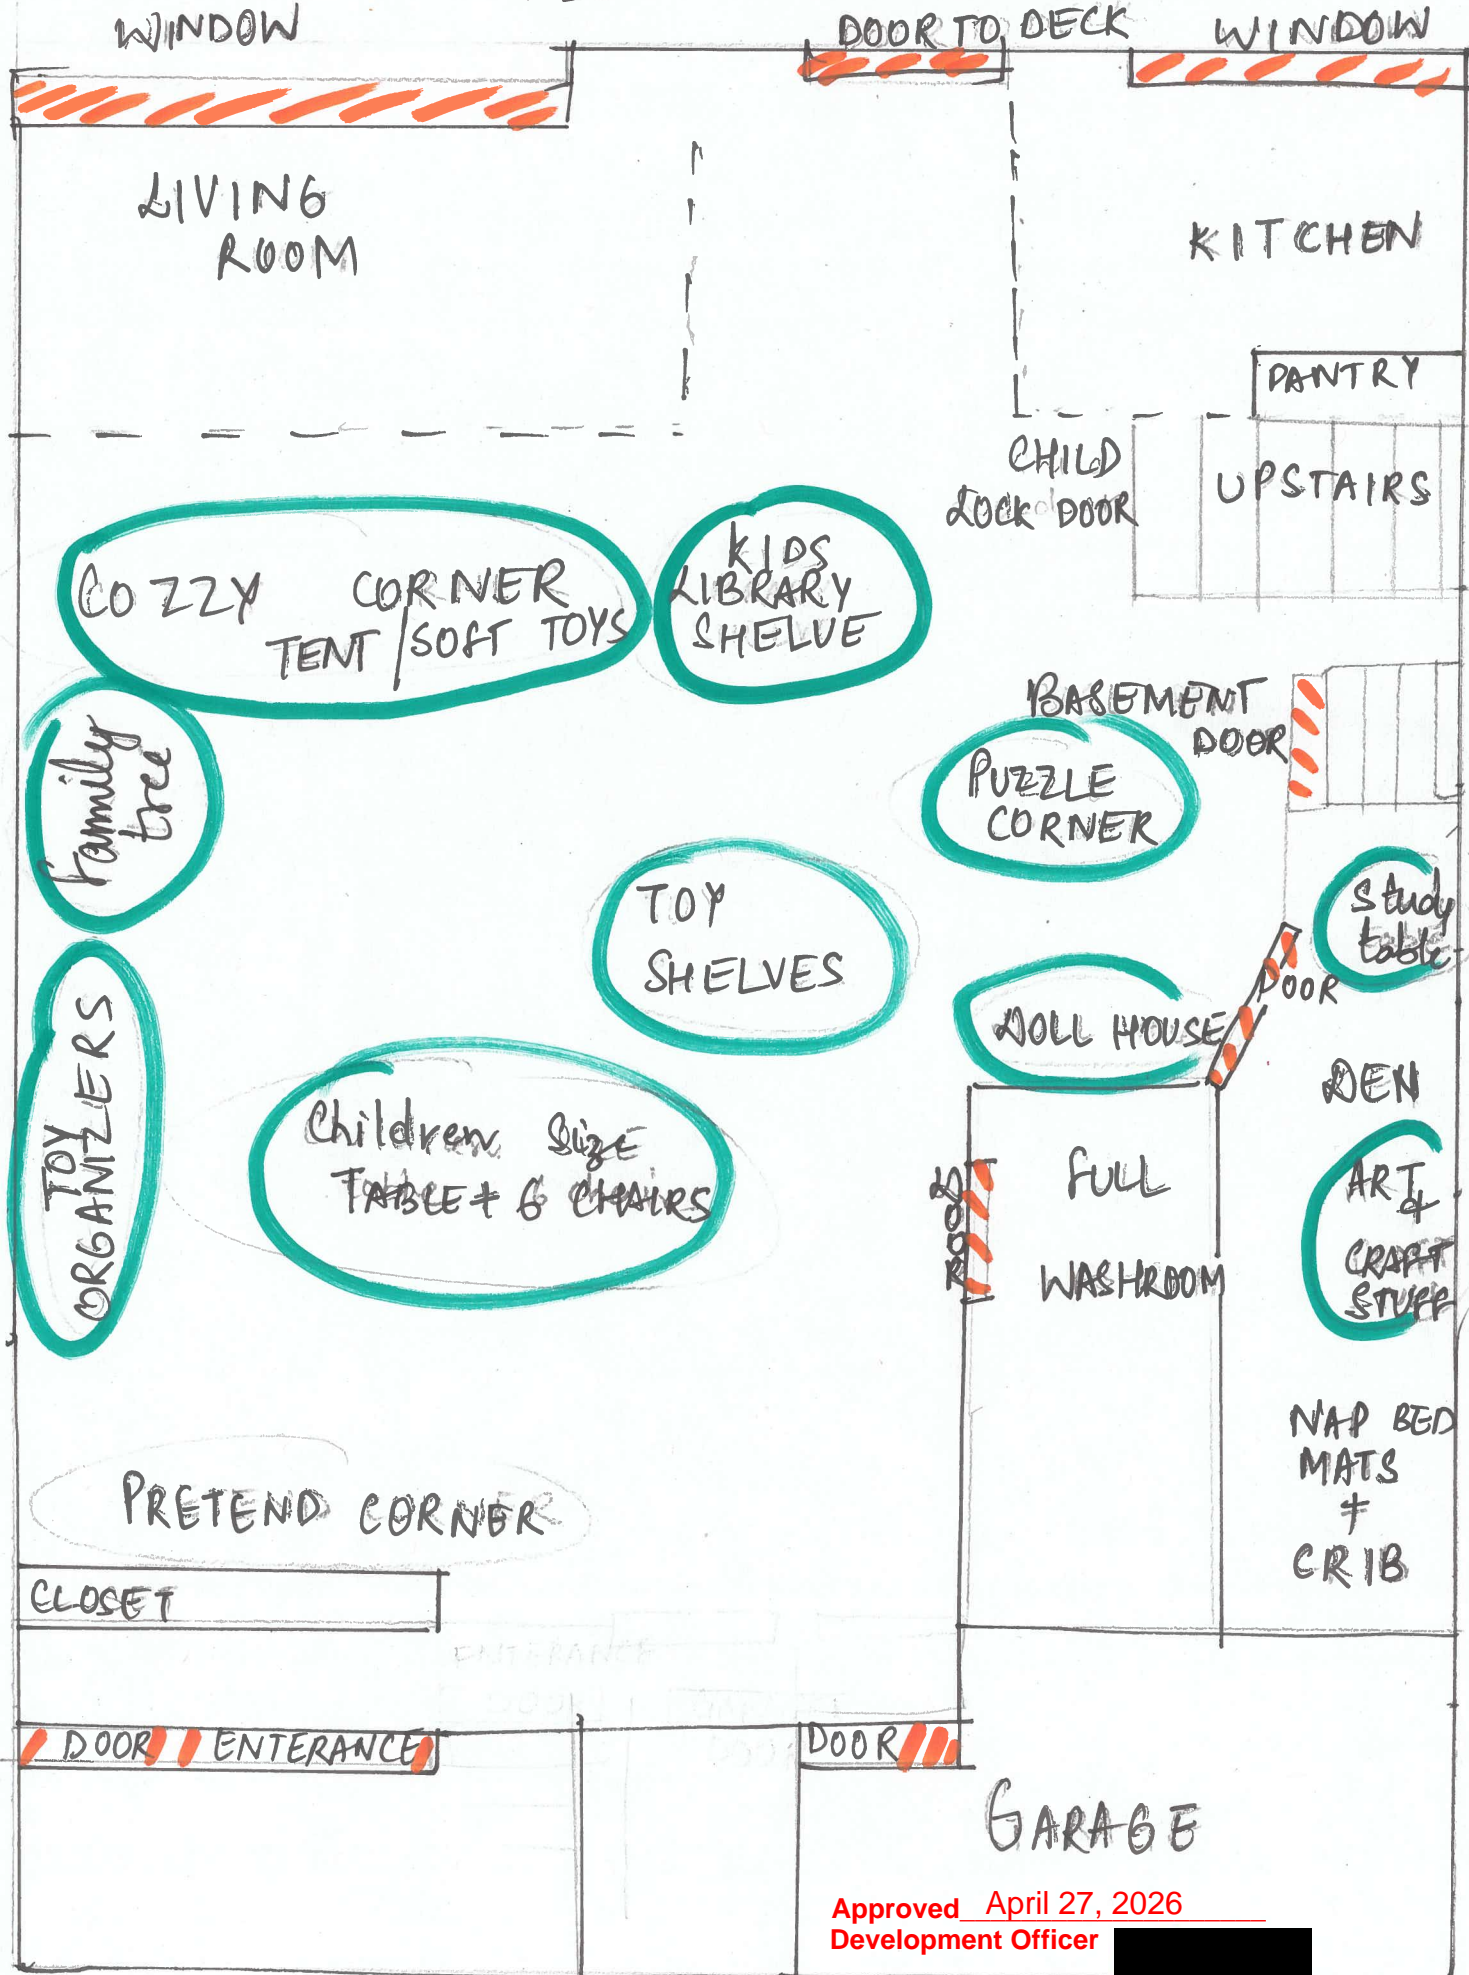 WINDOW
DOOR TO DECK
WINDOW
LIVING
ROOM
KITCHEN
PANTRY
CHILD
LOCK DOOR
UPSTAIRS
COZZY CORNER
TENT / SOFT TOYS
KIDS
LIBRARY
SHELVE
BASEMENT
DOOR
Family
tree
PUZZLE
CORNER
TOY
SHELVES
Study
table
DOOR
DOLL HOUSE
TOY
ORGANIZERS
DEN
Children Size
TABLE + 6 CHAIRS
DOOR
FULL
WASHROOM
ART
+
CRAFT
STUFF
NAP BED
MATS
+
CRIB
PRETEND CORNER
CLOSET
ENTERANCE
DOOR ENTERANCE
DOOR
GARAGE
Approved April 27, 2026
Development Officer